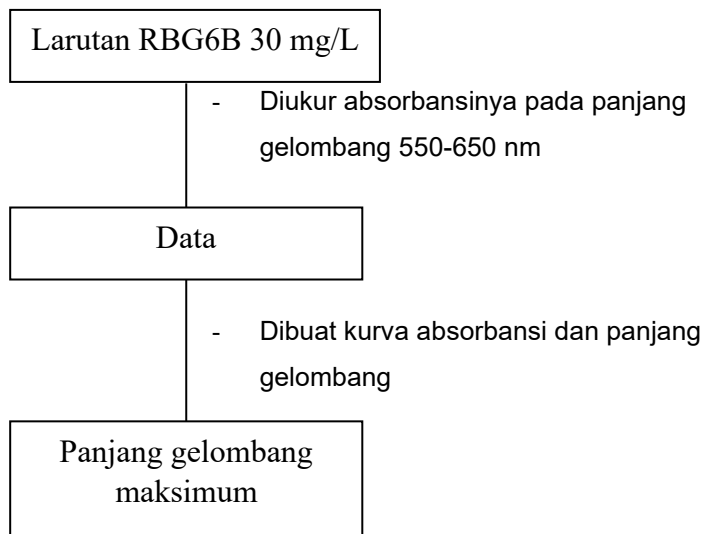 Larutan RBG6B 30 mg/L
- Diukur absorbansinya pada panjang
gelombang 550-650 nm
Data
- Dibuat kurva absorbansi dan panjang
gelombang
Panjang gelombang
maksimum